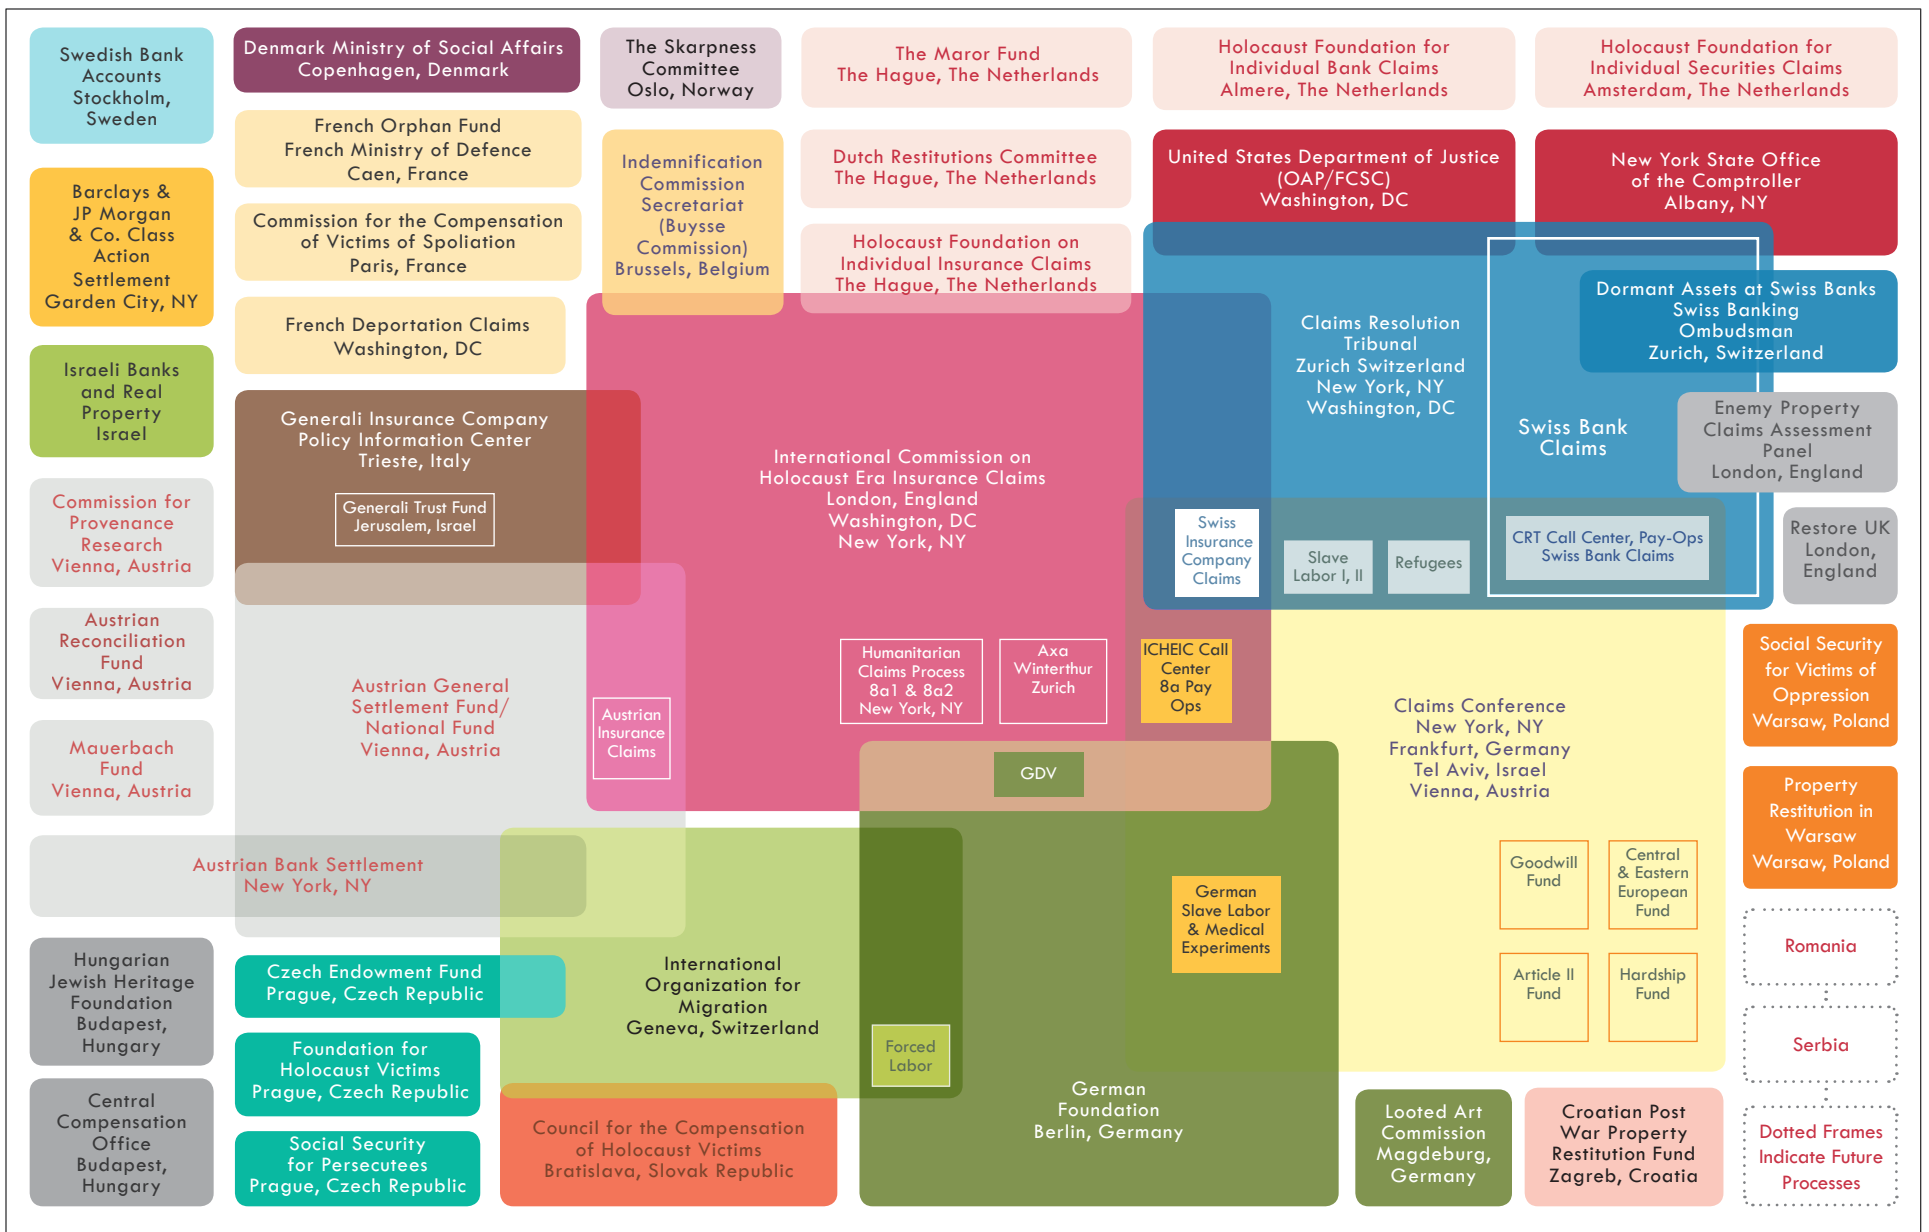 Swedish Bank
Accounts
Stockholm,
Sweden
Denmark Ministry of Social Affairs
Copenhagen, Denmark
The Skarpness
Committee
Oslo, Norway
The Maror Fund
The Hague, The Netherlands
Holocaust Foundation for
Individual Bank Claims
Almere, The Netherlands
Holocaust Foundation for
Individual Securities Claims
Amsterdam, The Netherlands
French Orphan Fund
French Ministry of Defence
Caen, France
Indemnification
Commission
Secretariat
(Buysse
Commission)
Brussels, Belgium
Dutch Restitutions Committee
The Hague, The Netherlands
United States Department of Justice
(OAP/FCSC)
Washington, DC
New York State Office
of the Comptroller
Albany, NY
Barclays &
JP Morgan
& Co. Class
Action
Settlement
Garden City, NY
Commission for the Compensation
of Victims of Spoliation
Paris, France
Holocaust Foundation on
Individual Insurance Claims
The Hague, The Netherlands
Dormant Assets at Swiss Banks
Swiss Banking
Ombudsman
Zurich, Switzerland
French Deportation Claims
Washington, DC
Claims Resolution
Tribunal
Zurich Switzerland
New York, NY
Washington, DC
Israeli Banks
and Real
Property
Israel
Generali Insurance Company
Policy Information Center
Trieste, Italy
Generali Trust Fund
Jerusalem, Israel
International Commission on
Holocaust Era Insurance Claims
London, England
Washington, DC
New York, NY
Swiss Bank
Claims
Enemy Property
Claims Assessment
Panel
London, England
Commission for
Provenance
Research
Vienna, Austria
Swiss
Insurance
Company
Claims
Slave
Labor I, II
Refugees
CRT Call Center, Pay-Ops
Swiss Bank Claims
Restore UK
London,
England
Austrian
Reconciliation
Fund
Vienna, Austria
Austrian General
Settlement Fund/
National Fund
Vienna, Austria
Austrian
Insurance
Claims
Humanitarian
Claims Process
8a1 & 8a2
New York, NY
Axa
Winterthur
Zurich
ICHEIC Call
Center
8a Pay
Ops
Claims Conference
New York, NY
Frankfurt, Germany
Tel Aviv, Israel
Vienna, Austria
Social Security
for Victims of
Oppression
Warsaw, Poland
Mauerbach
Fund
Vienna, Austria
GDV
Property
Restitution in
Warsaw
Warsaw, Poland
Austrian Bank Settlement
New York, NY
German
Slave Labor
& Medical
Experiments
Goodwill
Fund
Central
& Eastern
European
Fund
Article II
Fund
Hardship
Fund
Romania
Hungarian
Jewish Heritage
Foundation
Budapest,
Hungary
Czech Endowment Fund
Prague, Czech Republic
International
Organization for
Migration
Geneva, Switzerland
Forced
Labor
Serbia
Foundation for
Holocaust Victims
Prague, Czech Republic
German
Foundation
Berlin, Germany
Central
Compensation
Office
Budapest,
Hungary
Social Security
for Persecutees
Prague, Czech Republic
Council for the Compensation
of Holocaust Victims
Bratislava, Slovak Republic
Looted Art
Commission
Magdeburg,
Germany
Croatian Post
War Property
Restitution Fund
Zagreb, Croatia
Dotted Frames
Indicate Future
Processes